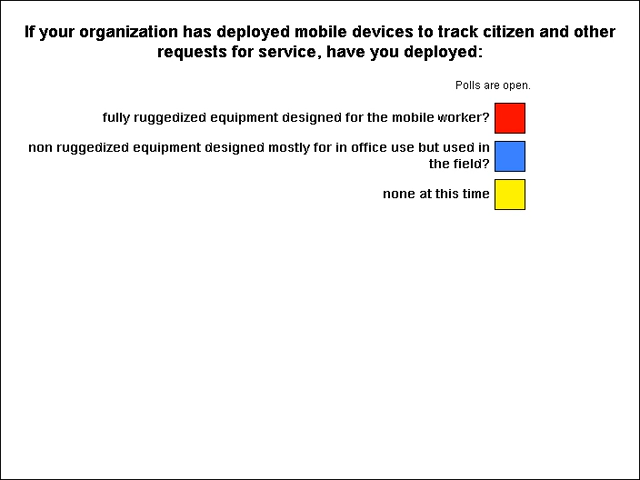 If your organization has deployed mobile devices to track citizen and other
requests for service, have you deployed:
Polls are open.
fully ruggedized equipment designed for the mobile worker?
non ruggedized equipment designed mostly for in office use but used in
the field?
none at this time